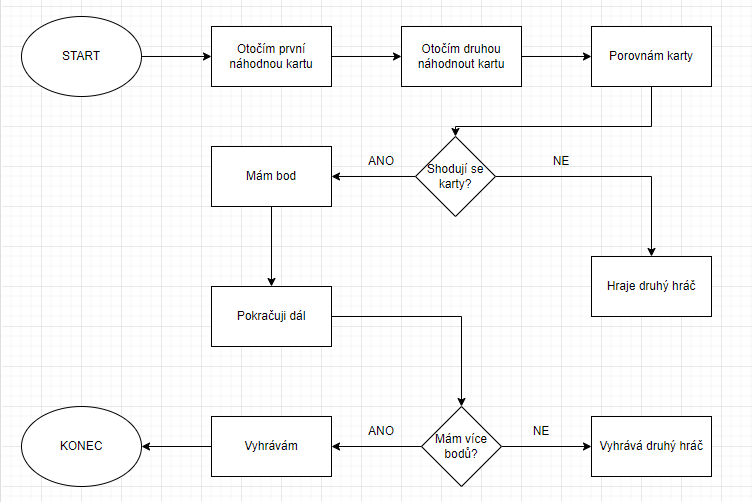 START
Otočím první
náhodnou kartu
Otočím druhou
náhodnout kartu
Porovnám karty
Shodují se
karty?
ANO
NE
Mám bod
Hraje druhý hráč
Pokračuji dál
Mám více
bodů?
ANO
NE
Vyhrávám
Vyhrává druhý hráč
KONEC